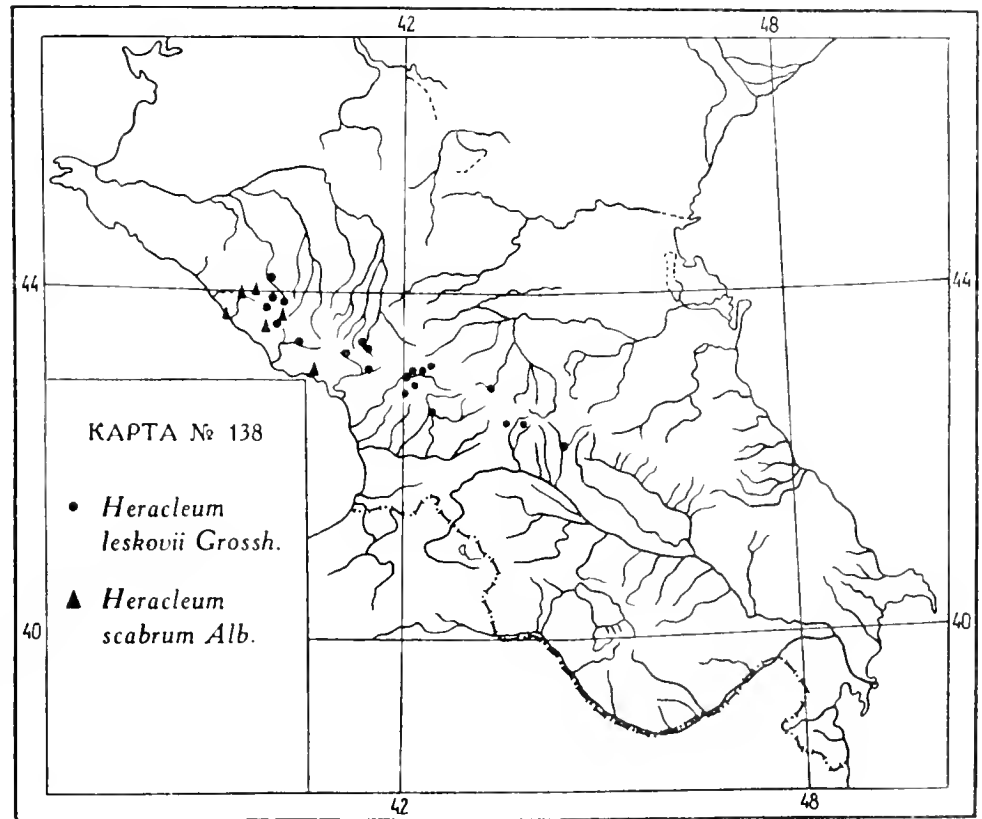 42 48
44 44
КАРТА № 138
Heracleum
leskovii Grossh.
Heracleum
scabrum Alb.
40 40
42 48